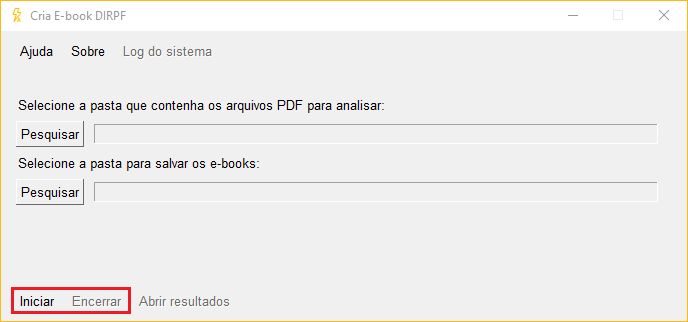 Cria E-book DIRPF
Ajuda Sobre Log do sistema
Selecione a pasta que contenha os arquivos PDF para analisar:
Pesquisar
Selecione a pasta para salvar os e-books:
Pesquisar
Iniciar Encerrar Abrir resultados